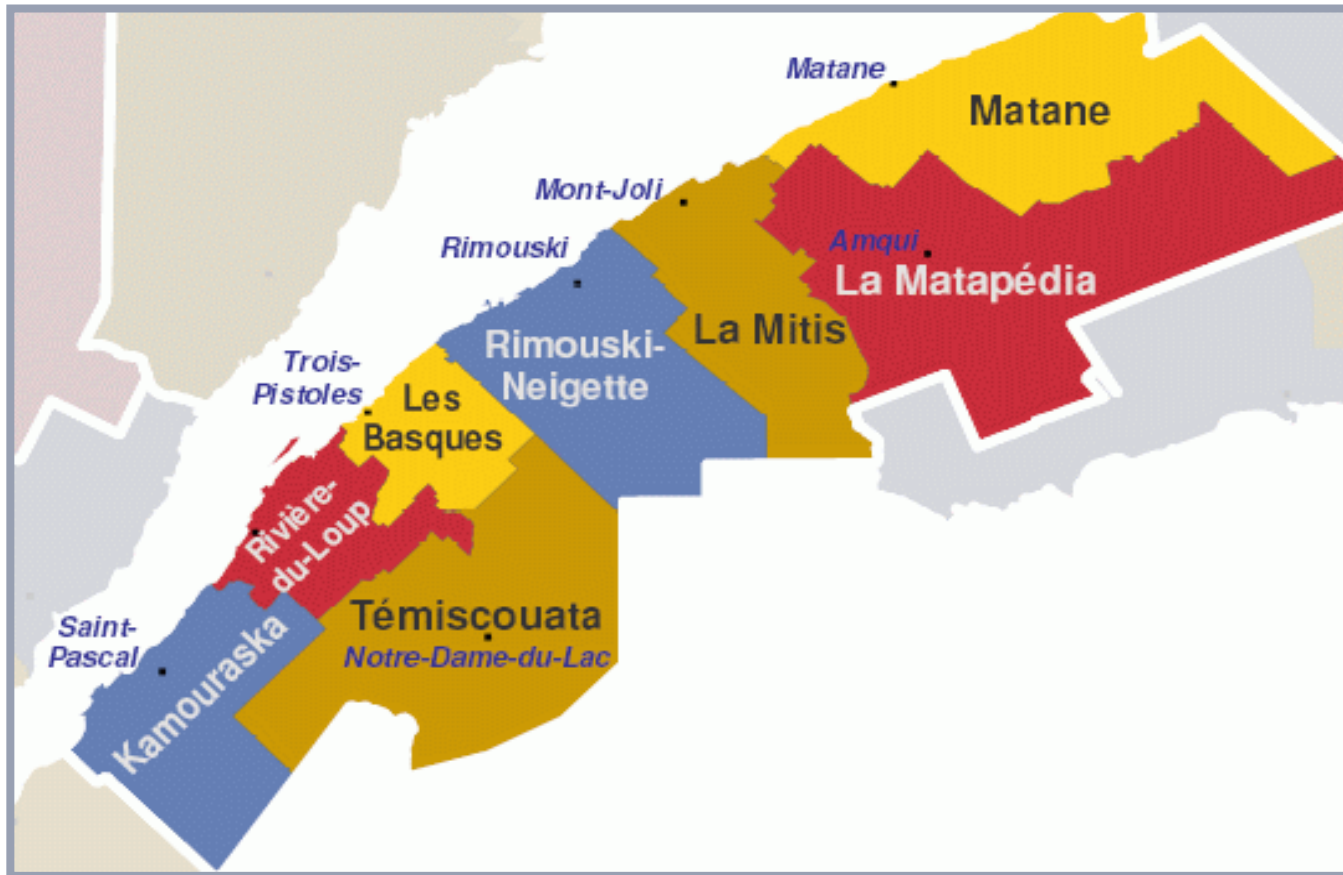 Matane
Matane
Mont-Joli
Rimouski
Amqui
La Matapédia
La Mitis
Rimouski-
Neigette
Trois-
Pistoles
Les
Basques
Rivière-
du-Loup
Témiscouata
Notre-Dame-du-Lac
Saint-
Pascal
Kamouraska